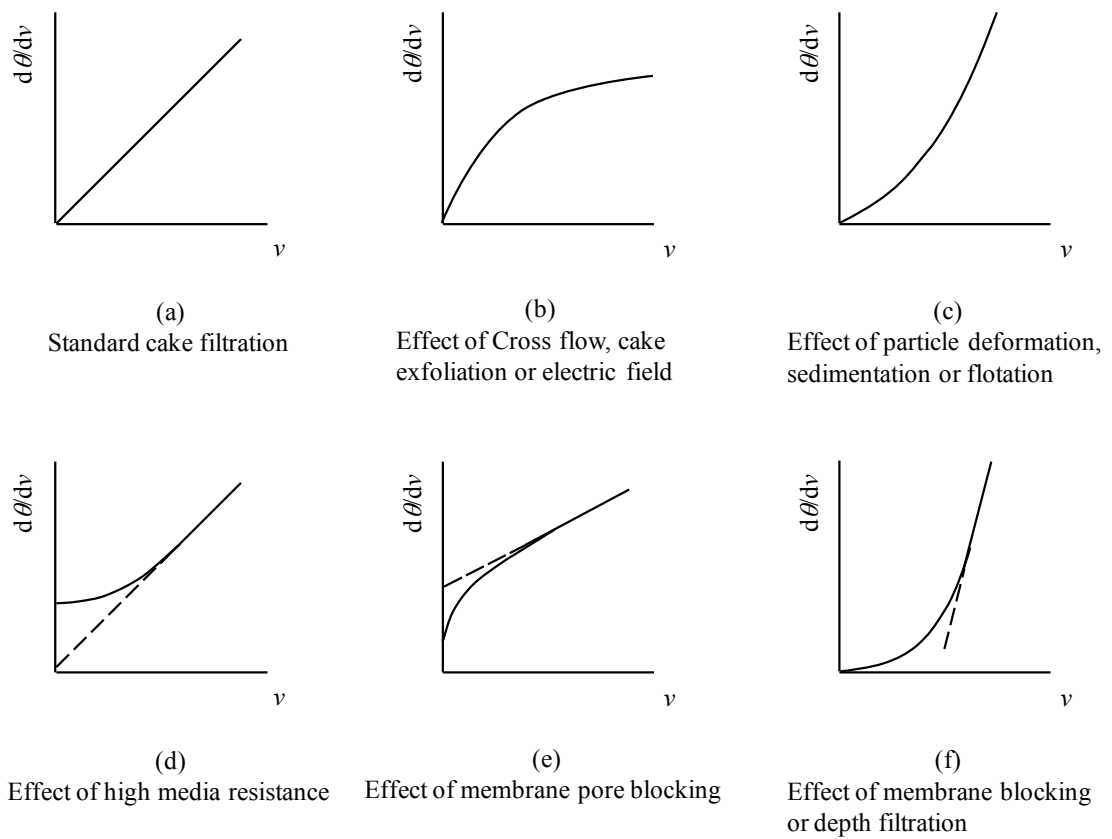 dθ/dv
v
(a)
Standard cake filtration
dθ/dv
v
(b)
Effect of Cross flow, cake
exfoliation or electric field
dθ/dv
v
(c)
Effect of particle deformation,
sedimentation or flotation
dθ/dv
v
(d)
Effect of high media resistance
dθ/dv
v
(e)
Effect of membrane pore blocking
dθ/dv
v
(f)
Effect of membrane blocking
or depth filtration